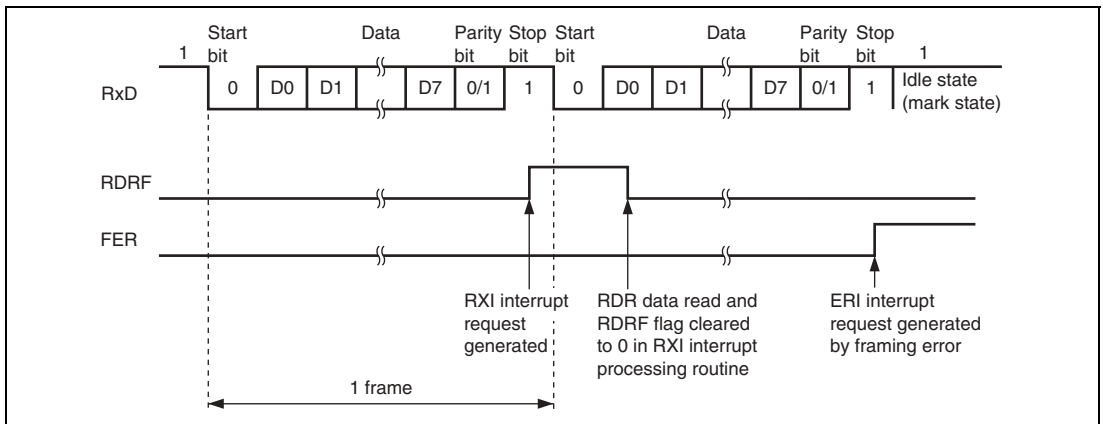 Start Data Parity Stop Start Data Parity Stop
1 bit bit bit bit bit bit 1
RxD 0 D0 D1 D7 0/1 1 0 D0 D1 D7 0/1 1 Idle state
(mark state)
RDRF
FER
RXI interrupt
request
generated
RDR data read and
RDRF flag cleared
to 0 in RXI interrupt
processing routine
ERI interrupt
request generated
by framing error
1 frame